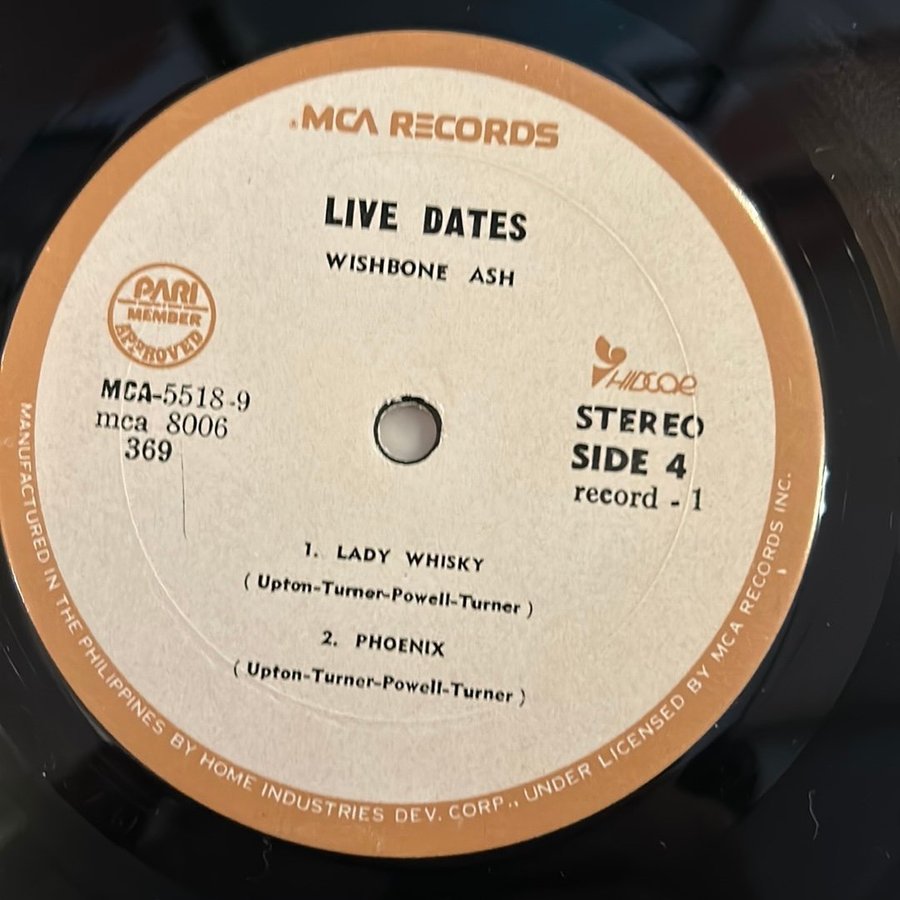 MCA RECORDS
LIVE DATES
WISHBONE ASH
PARI
MEMBER
APPROVED
MCA-5518-9
mca 8006
369
HIDCOE
STEREO
SIDE 4
record - 1
1. LADY WHISKY
( Upton-Turner-Powell-Turner )
2. PHOENIX
( Upton-Turner-Powell-Turner )
MANUFACTURED IN THE PHILIPPINES BY HOME INDUSTRIES DEV. CORP., UNDER LICENSED BY MCA RECORDS INC.